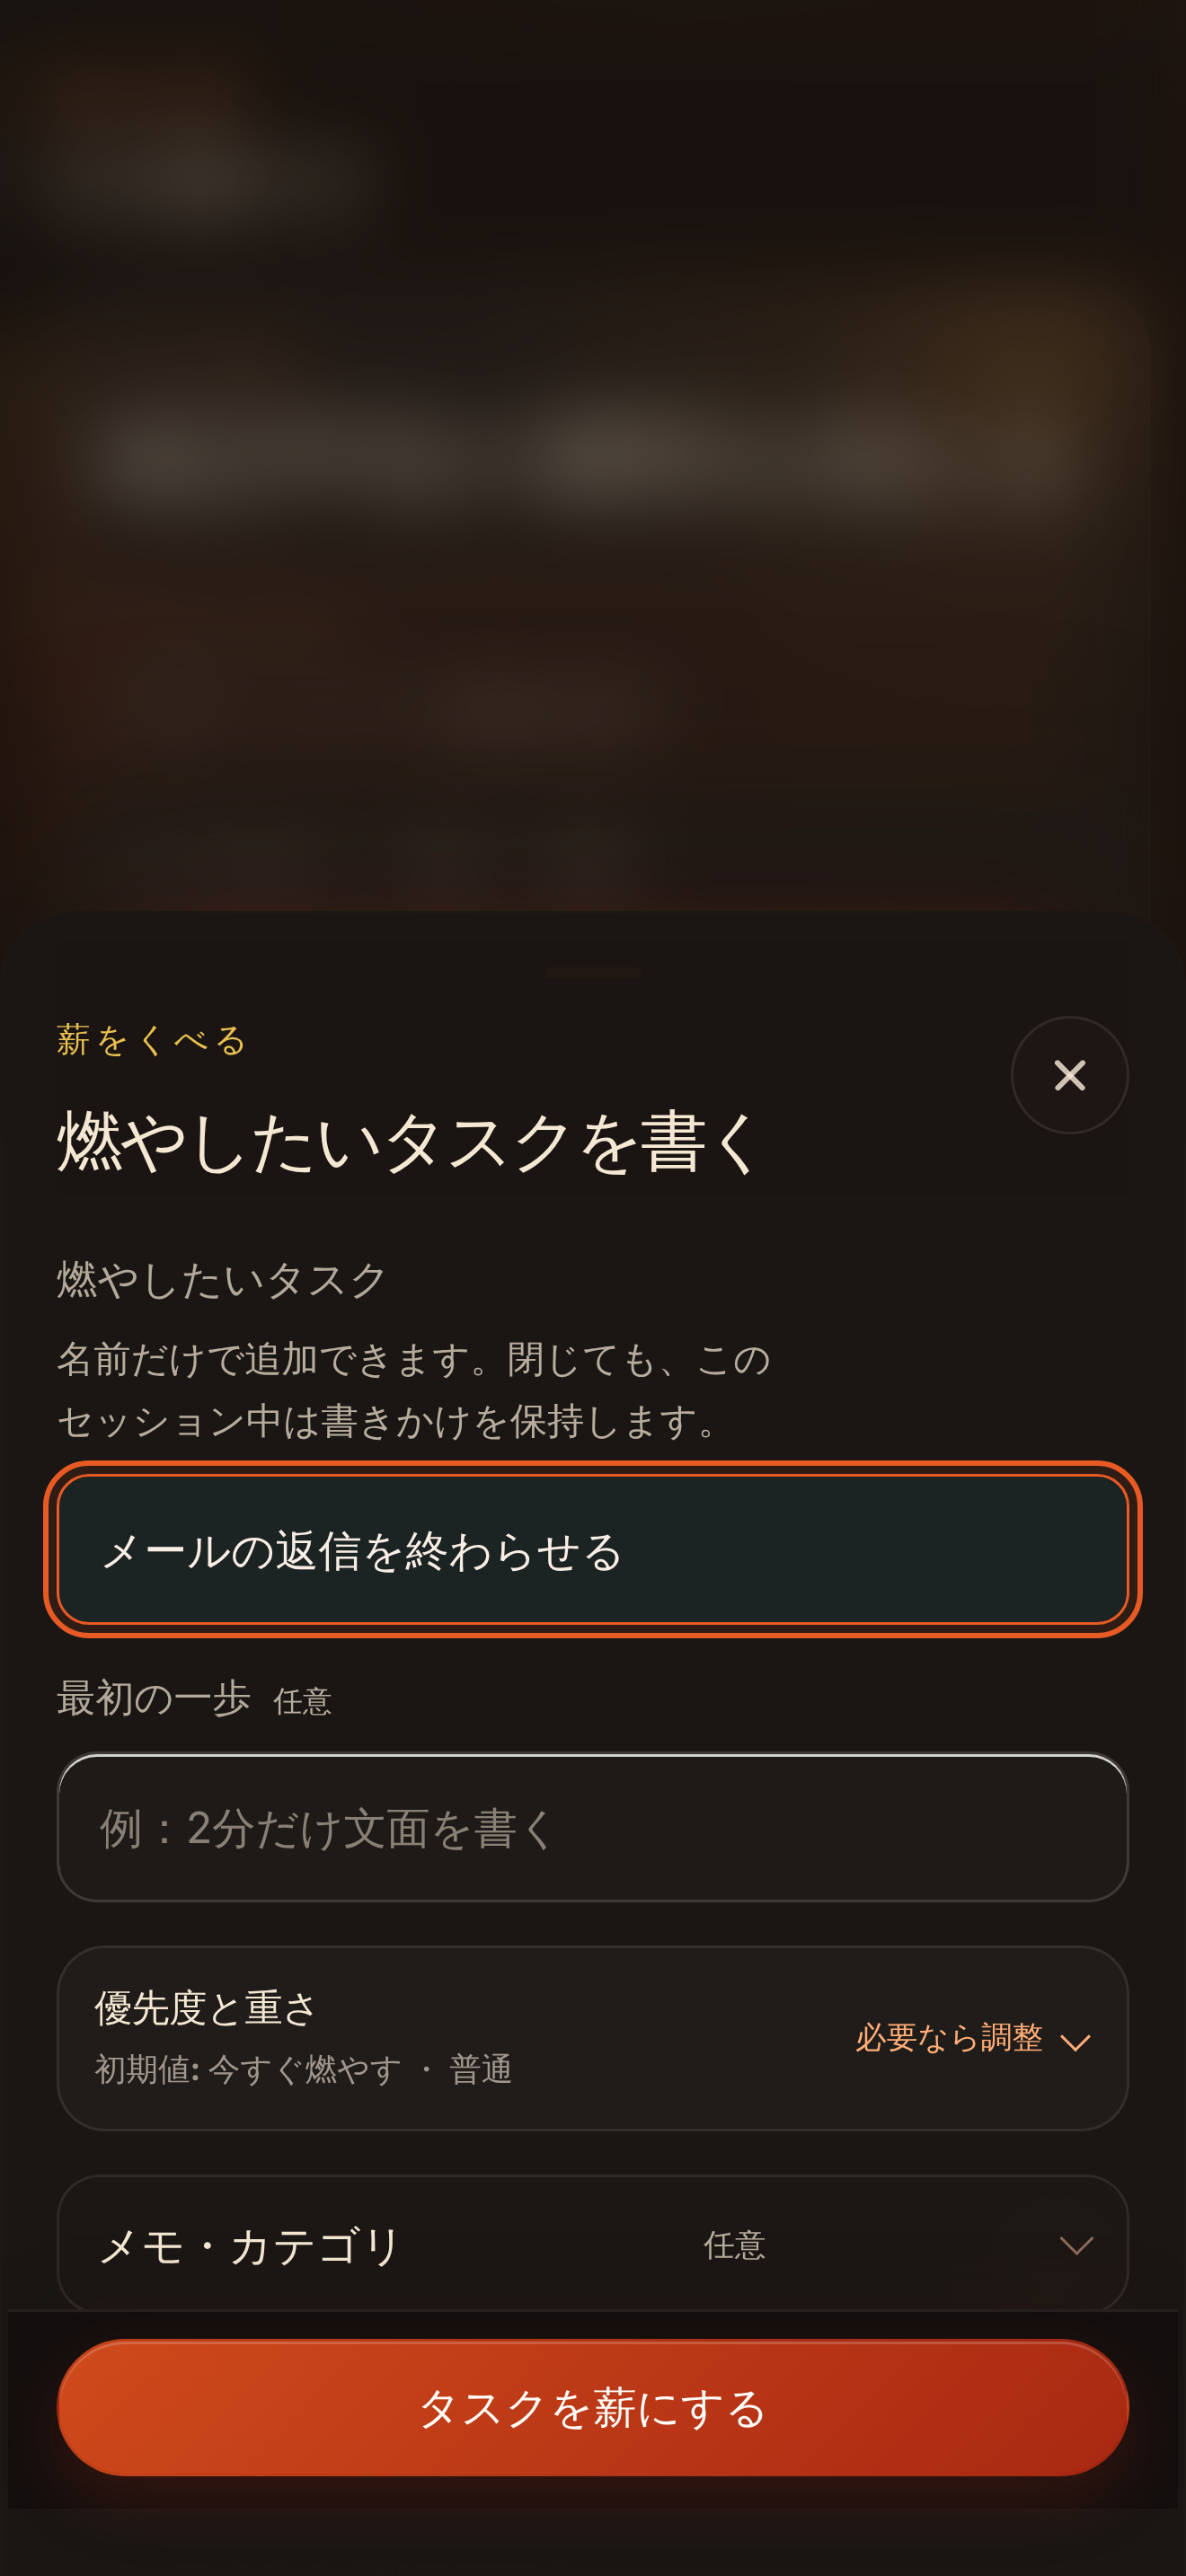 薪をくべる
燃やしたいタスクを書く
燃やしたいタスク
名前だけで追加できます。閉じても、この
セッション中は書きかけを保持します。
メールの返信を終わらせる
最初の一歩 任意
例：2分だけ文面を書く
優先度と重さ
初期値: 今すぐ燃やす ・ 普通
必要なら調整
メモ・カテゴリ 任意
タスクを薪にする